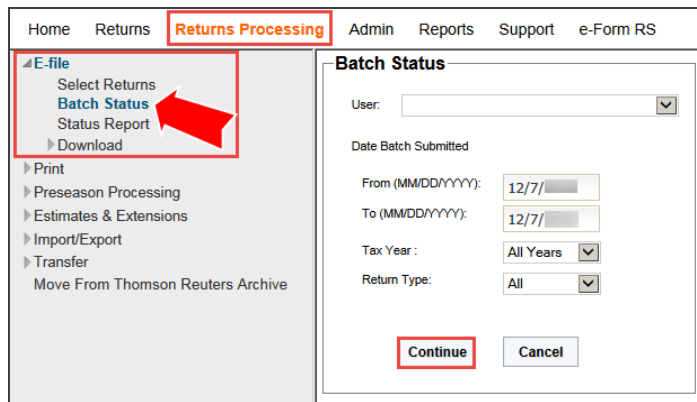 Home Returns Returns Processing Admin Reports Support e-Form RS
E-file
Select Returns
Batch Status
Status Report
Download
Print
Preseason Processing
Estimates & Extensions
Import/Export
Transfer
Move From Thomson Reuters Archive
Batch Status
User:
Date Batch Submitted
From (MM/DD/YYYY): 12/7/
To (MM/DD/YYYY): 12/7/
Tax Year : All Years
Return Type: All
Continue Cancel